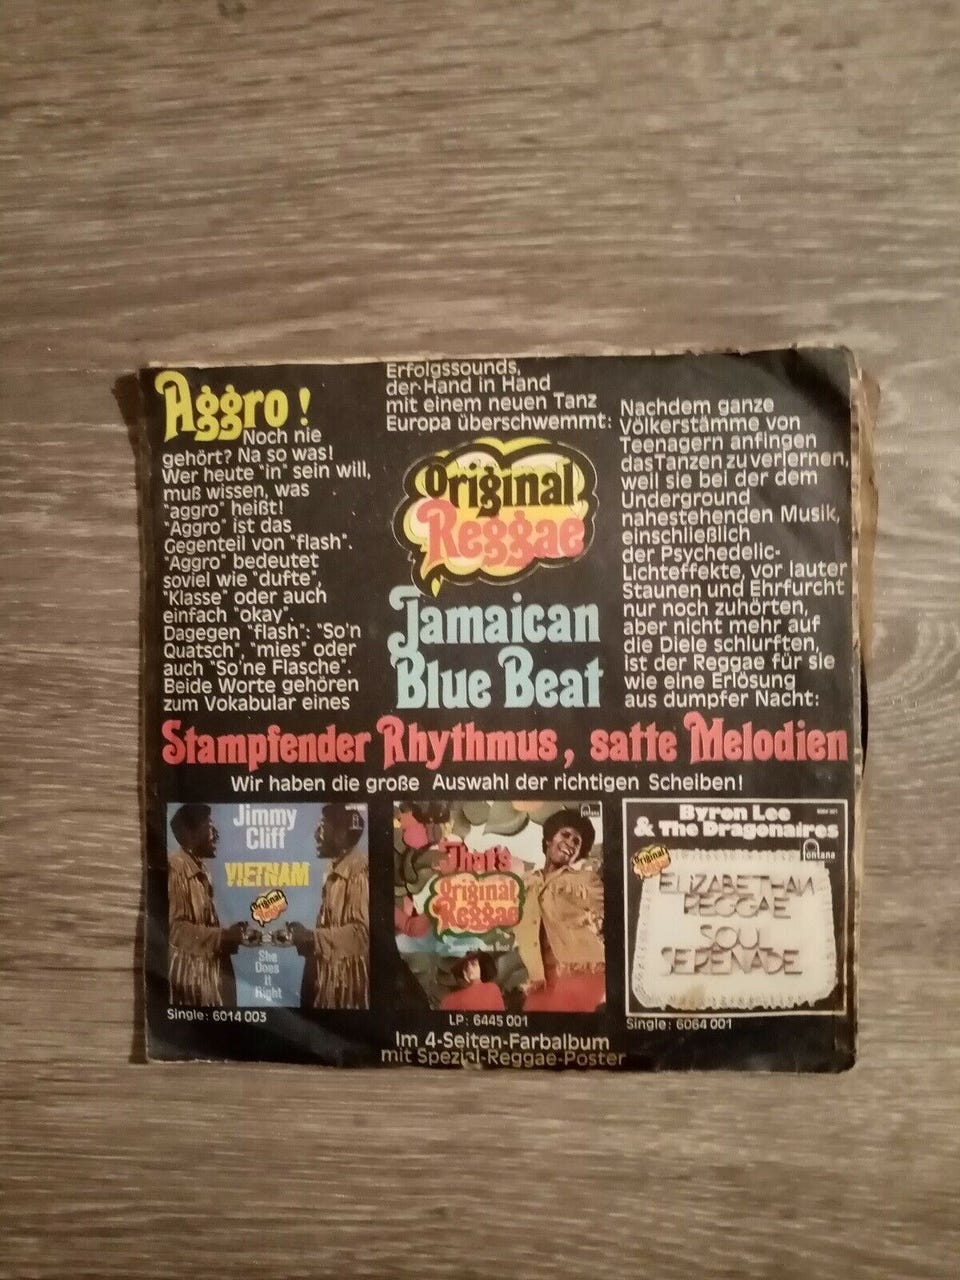 Aggro!
Noch nie
gehört? Na so was!
Wer heute "in" sein will,
muß wissen, was
"aggro" heißt!
"Aggro" ist das
Gegenteil von "flash".
"Aggro" bedeutet
soviel wie "dufte",
"Klasse" oder auch
einfach "okay".
Dagegen "flash": "So'n
Quatsch", "mies" oder
auch "So'ne Flasche".
Beide Worte gehören
zum Vokabular eines
Erfolgssounds,
der Hand in Hand
mit einem neuen Tanz
Europa überschwemmt:
Original
Reggae
Jamaican
Blue Beat
Nachdem ganze
Völkerstämme von
Teenagern anfingen
das Tanzen zu verlernen,
weil sie bei der dem
Underground
nahestehenden Musik,
einschließlich
der Psychedelic-
Lichteffekte, vor lauter
Staunen und Ehrfurcht
nur noch zuhörten,
aber nicht mehr auf
die Diele schlurften,
ist der Reggae für sie
wie eine Erlösung
aus dumpfer Nacht:
Stampfender Rhythmus, satte Melodien
Wir haben die große Auswahl der richtigen Scheiben!
Jimmy
Cliff
VIETNAM
Original
Reggae
She
Does
It
Right
Single: 6014 003
fontana
That's
Original
Reggae
Jamaican Blue Beat
LP: 6445 001
Byron Lee
& The Dragonaires
fontana
Original
Reggae
ELIZABETHAN
REGGAE
SOUL
SERENADE
Single: 6064 001
Im 4-Seiten-Farbalbum
mit Spezial-Reggae-Poster